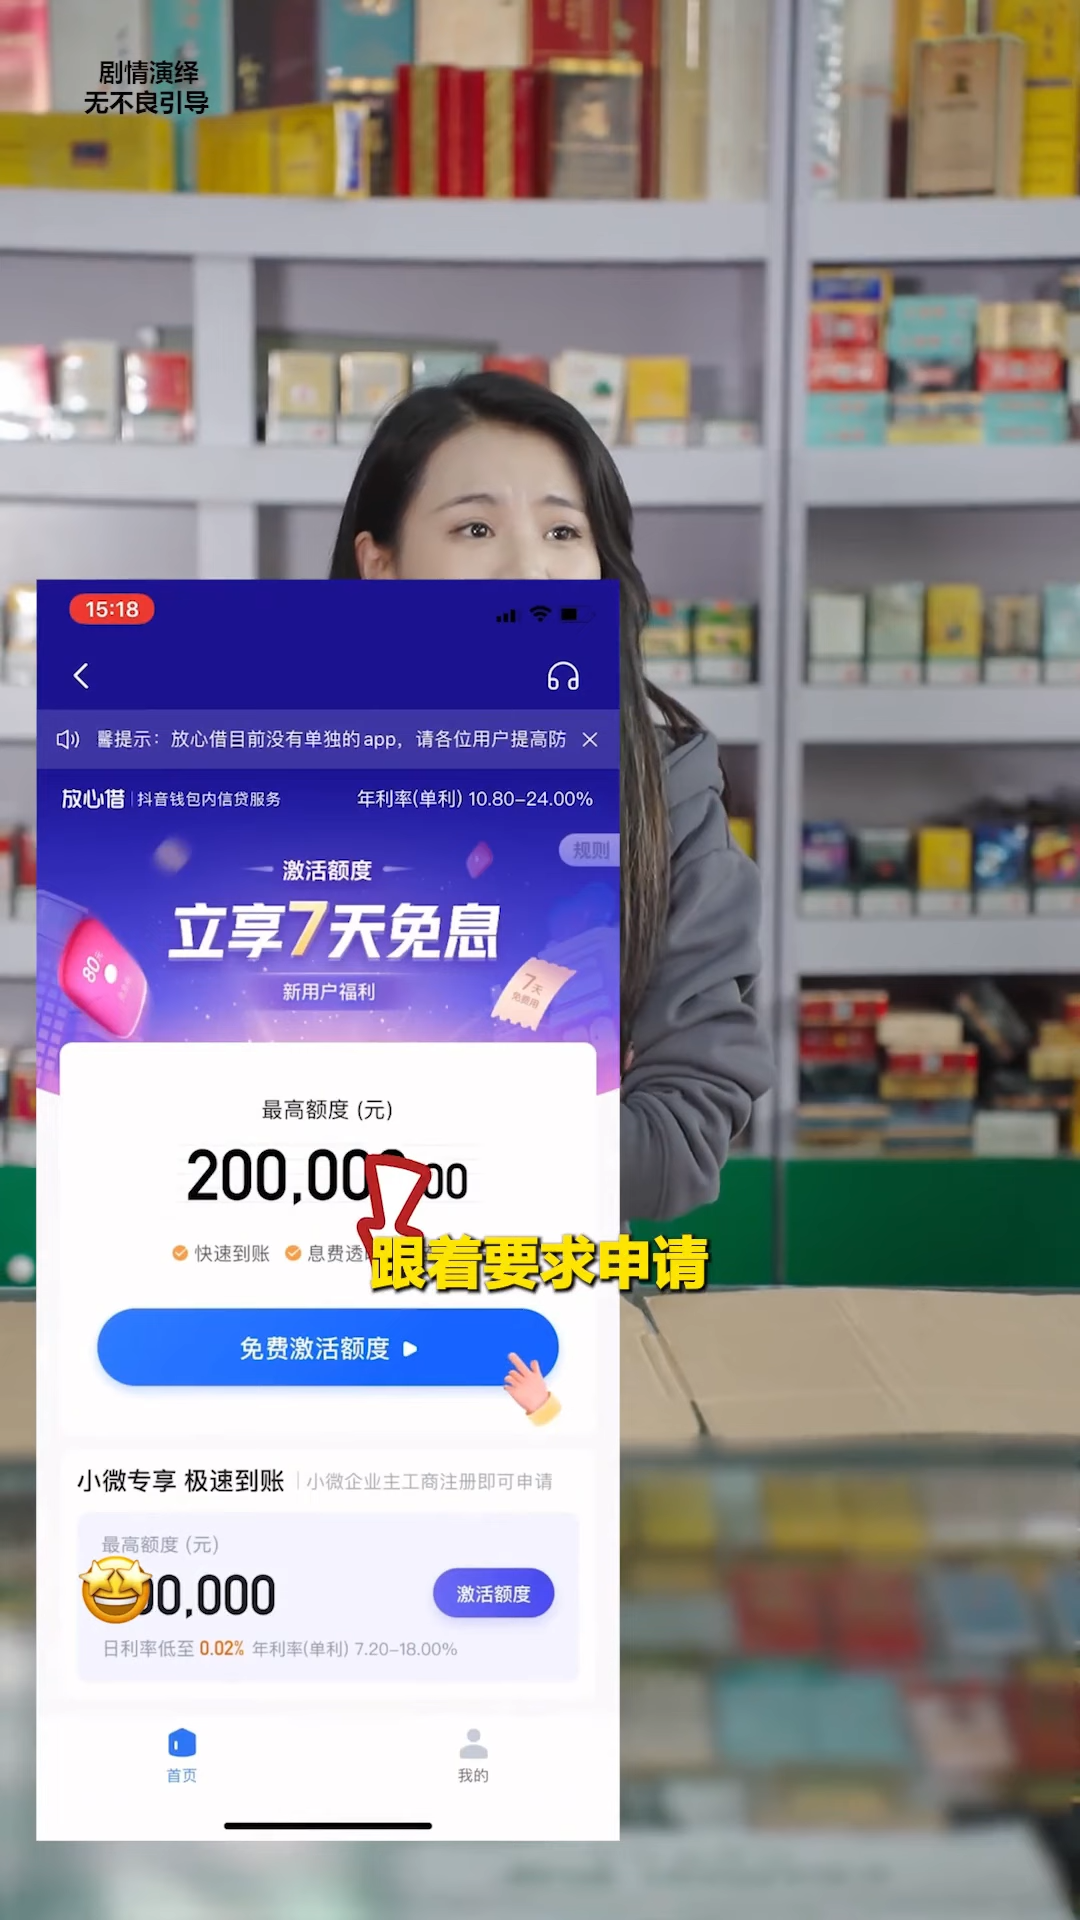 剧情演绎
无不良引导
15:18
馨提示：放心借目前没有单独的app，请各位用户提高防
放心借 抖音钱包内信贷服务 年利率(单利) 10.80-24.00%
规则
激活额度
立享7天免息
新用户福利
7天
免费用
最高额度 (元)
快速到账 息费透
跟着要求申请
免费激活额度
小微专享 极速到账 小微企业主工商注册即可申请
最高额度 (元)
激活额度
日利率低至 0.02% 年利率(单利) 7.20-18.00%
首页 我的